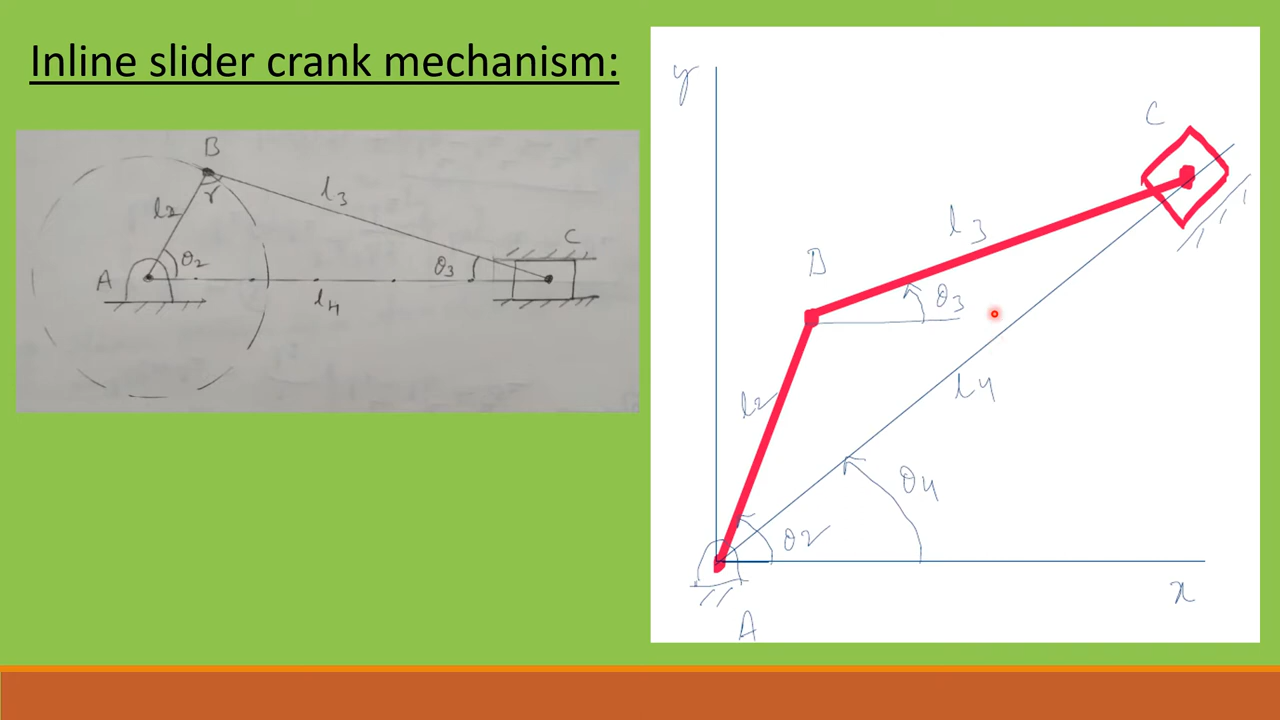 Inline slider crank mechanism:
B
l2
γ
l3
A
θ2
θ3
C
l4
y
C
l3
B
θ3
l2
l4
θ4
θ2
x
A